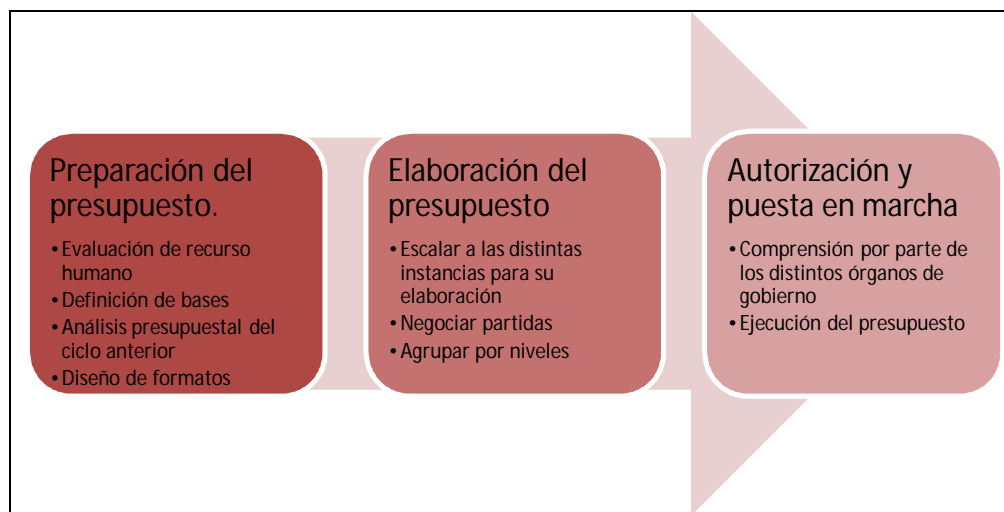 Preparación del
presupuesto.
•Evaluación de recurso
humano
•Definición de bases
•Análisis presupuestal del
ciclo anterior
•Diseño de formatos
Elaboración del
presupuesto
•Escalar a las distintas
instancias para su
elaboración
•Negociar partidas
•Agrupar por niveles
Autorización y
puesta en marcha
•Comprensión por parte de
los distintos órganos de
gobierno
•Ejecución del presupuesto